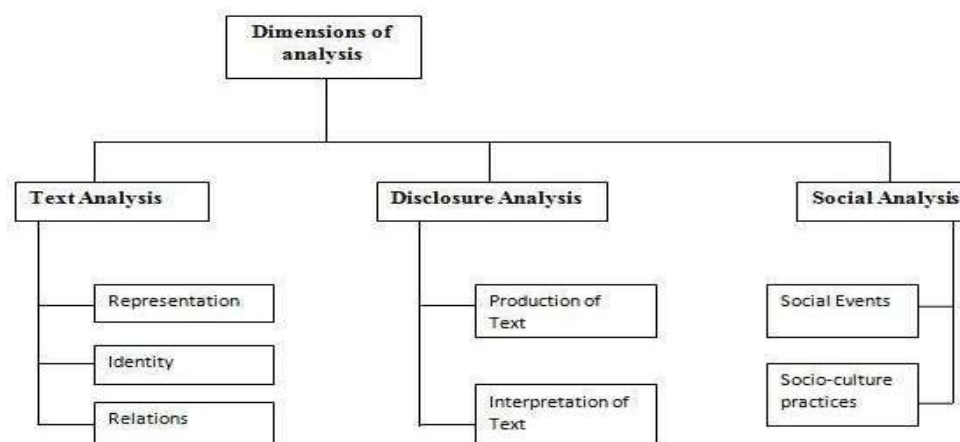 Dimensions of
analysis
Text Analysis
Disclosure Analysis
Social Analysis
Representation
Identity
Relations
Production of
Text
Interpretation of
Text
Social Events
Socio-culture
practices